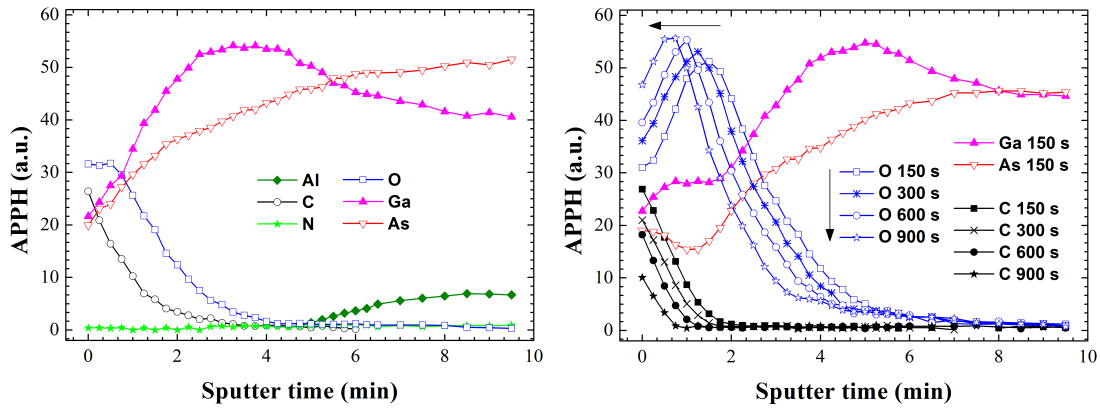 60
50
40
30
20
10
0
APPH (a.u.)
0 2 4 6 8 10
Sputter time (min)
Al
C
N
O
Ga
As
60
50
40
30
20
10
0
APPH (a.u.)
0 2 4 6 8 10
Sputter time (min)
O 150 s
O 300 s
O 600 s
O 900 s
Ga 150 s
As 150 s
C 150 s
C 300 s
C 600 s
C 900 s